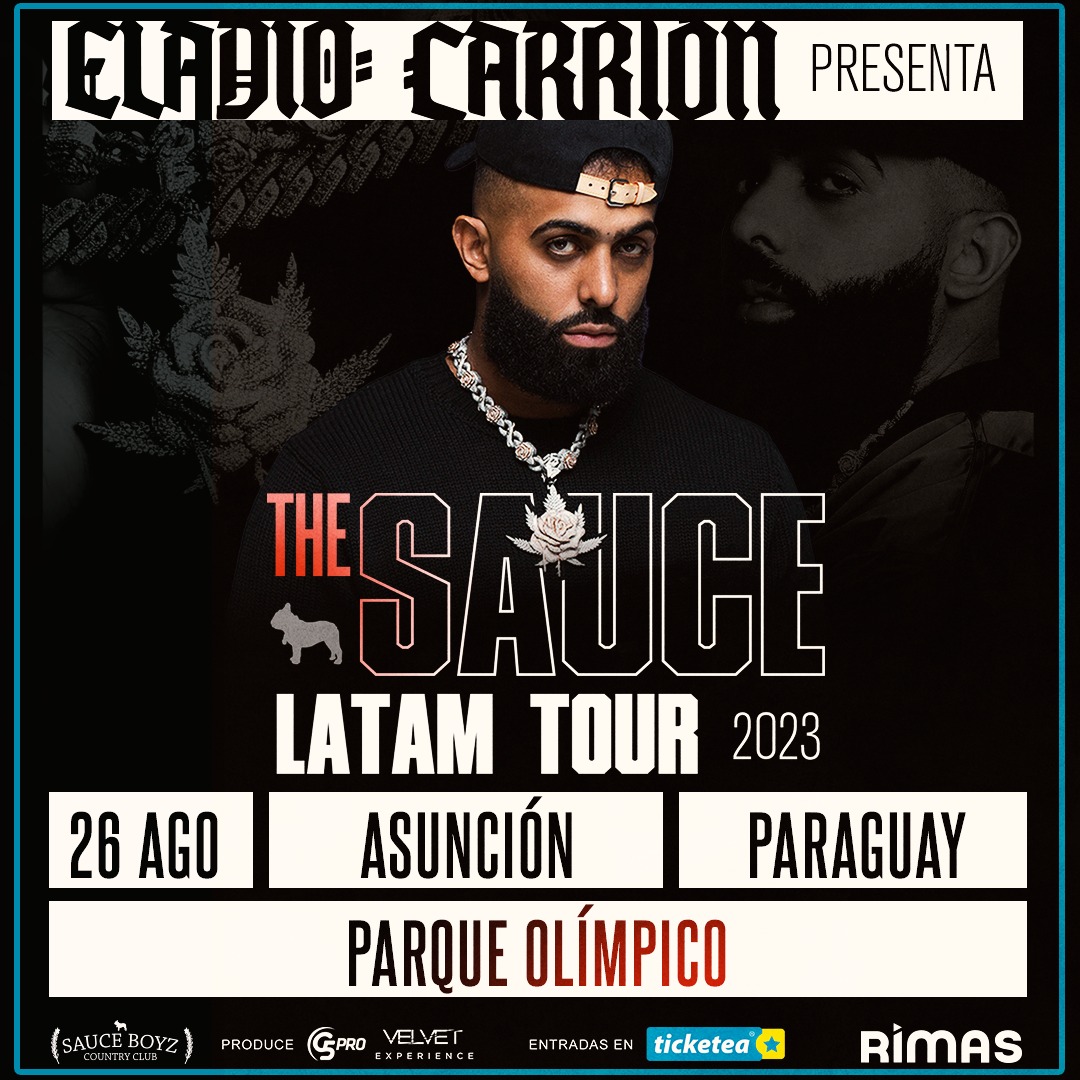 ELADIO CARRION PRESENTA
THE SAUCE
LATAM TOUR 2023
26 AGO ASUNCIÓN PARAGUAY
PARQUE OLÍMPICO
SAUCE BOYZ
COUNTRY CLUB
PRODUCE G5PRO VELVET
EXPERIENCE
ENTRADAS EN ticketea
RIMAS